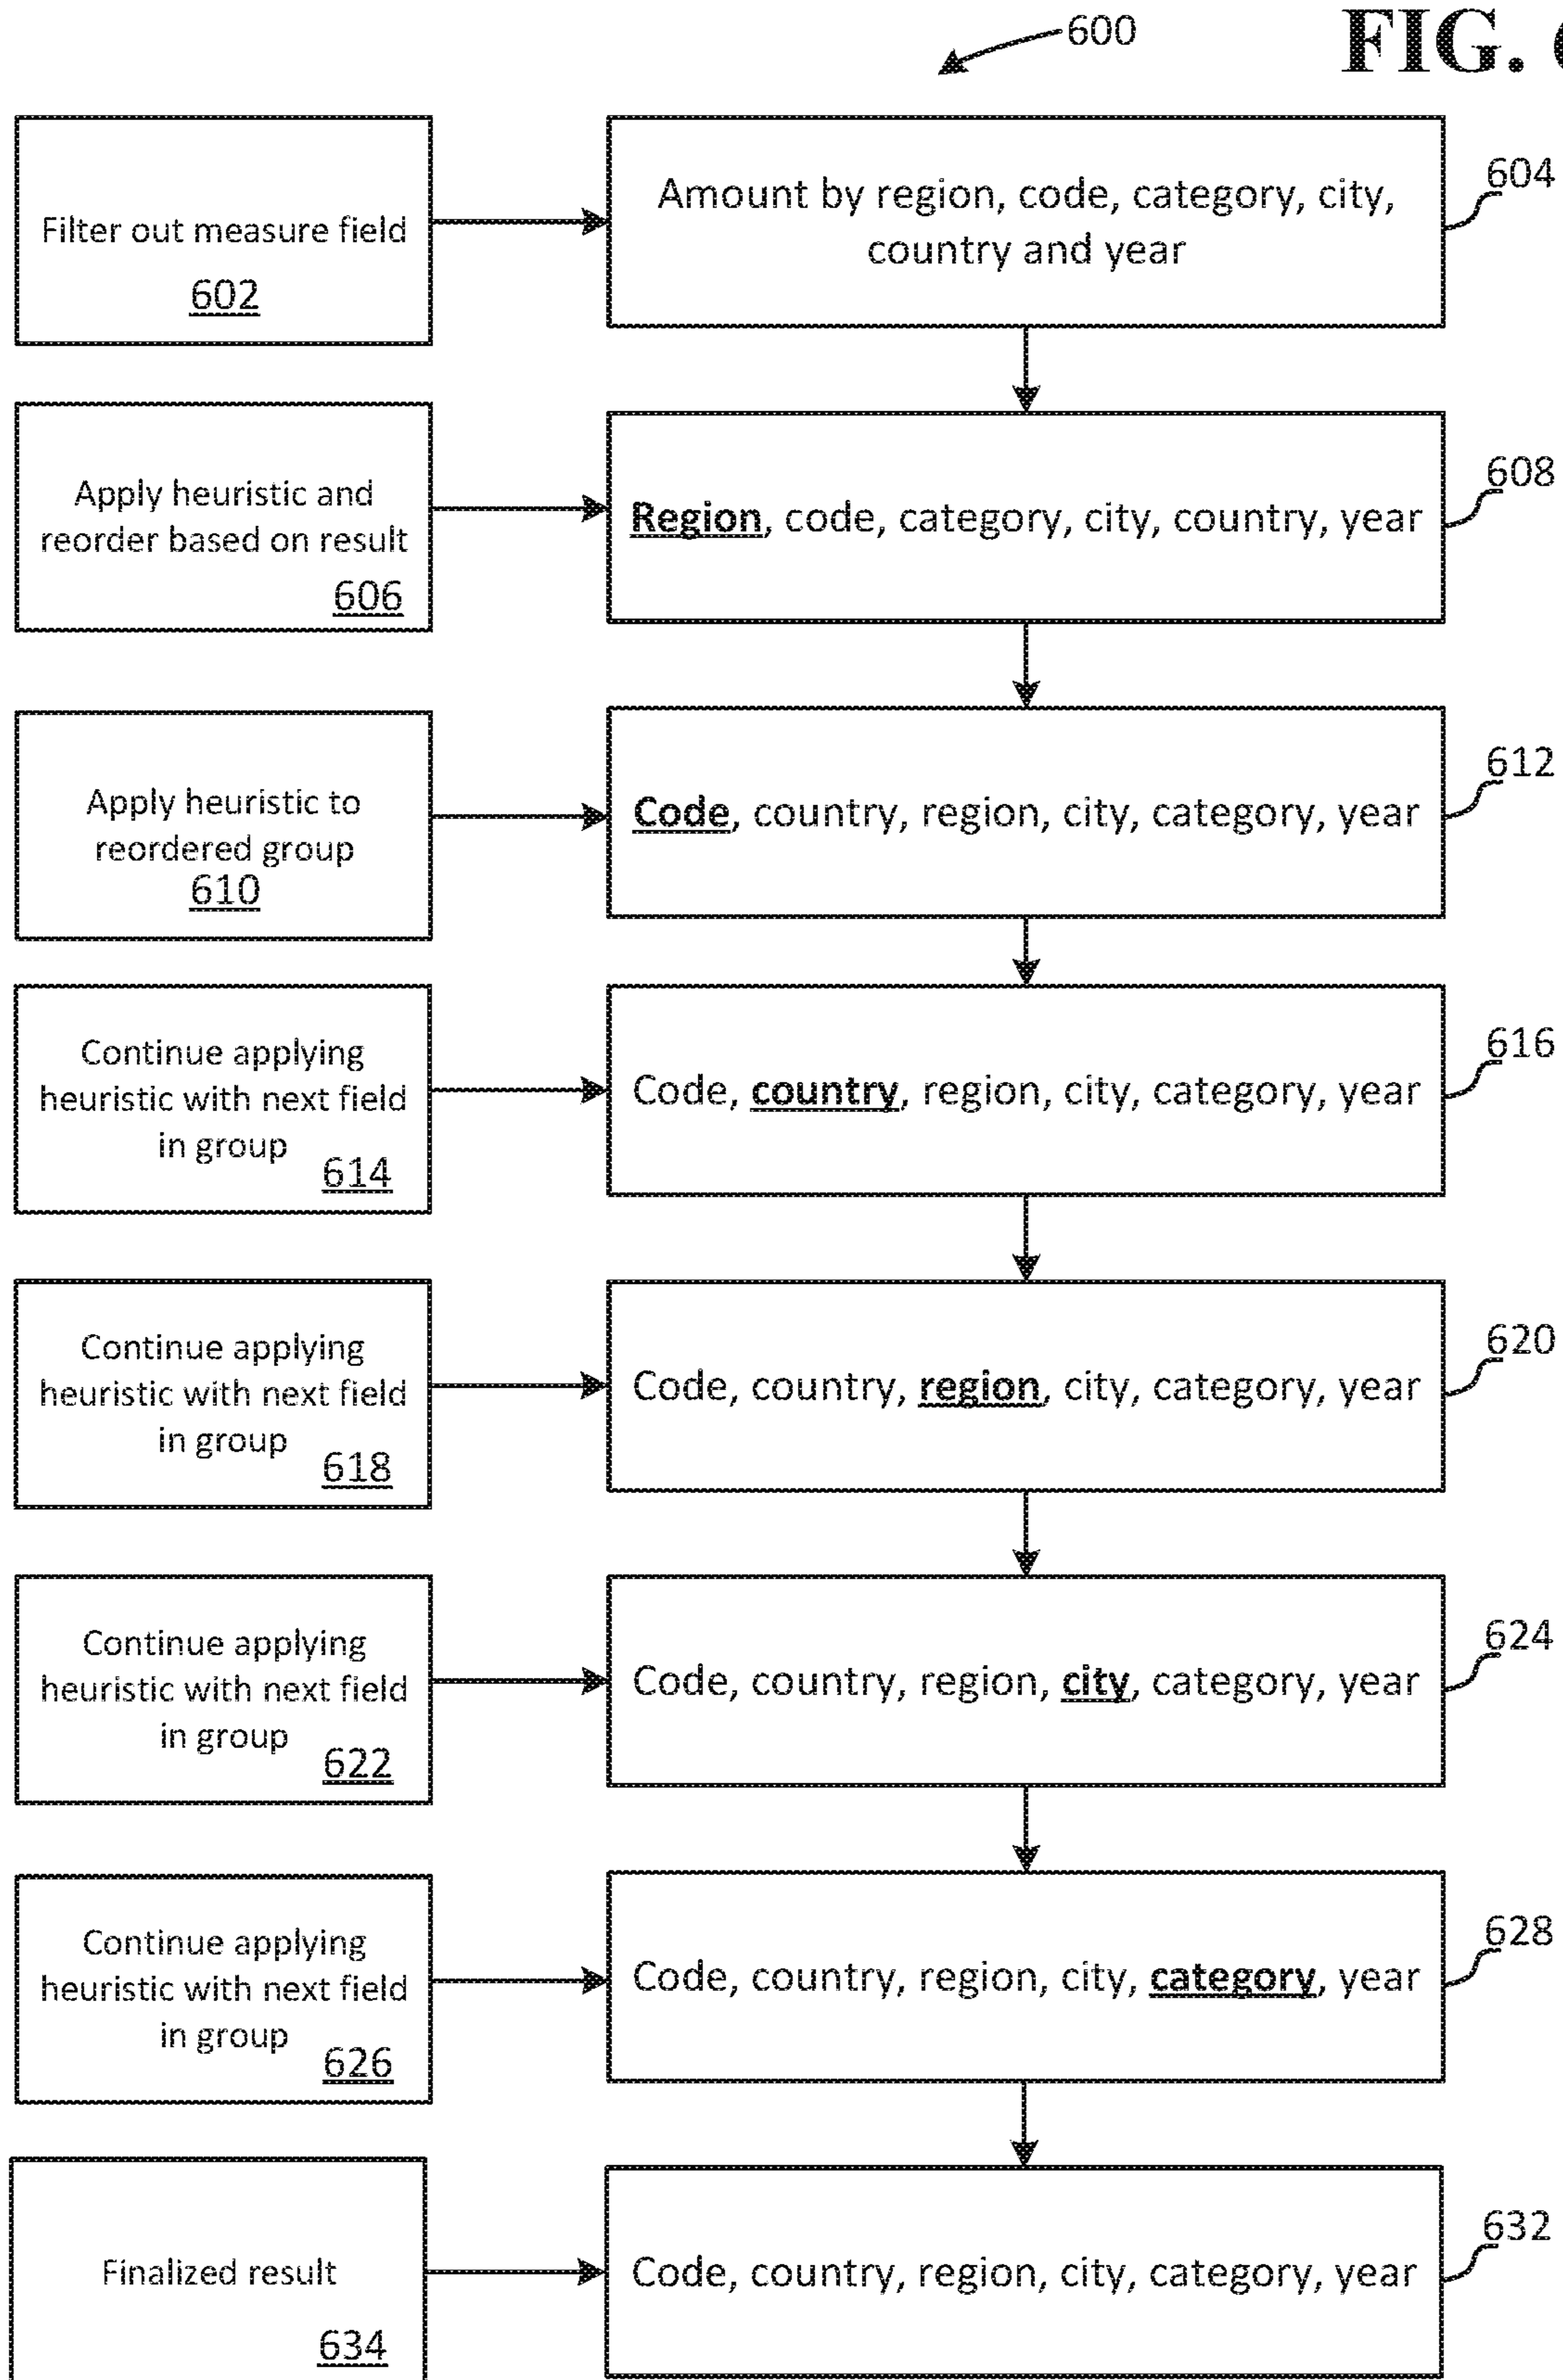 600
FIG. 6
Filter out measure field
602
Amount by region, code, category, city,
country and year
604
Apply heuristic and
reorder based on result
606
Region, code, category, city, country, year
608
Apply heuristic to
reordered group
610
Code, country, region, city, category, year
612
Continue applying
heuristic with next field
in group
614
Code, country, region, city, category, year
616
Continue applying
heuristic with next field
in group
618
Code, country, region, city, category, year
620
Continue applying
heuristic with next field
in group
622
Code, country, region, city, category, year
624
Continue applying
heuristic with next field
in group
626
Code, country, region, city, category, year
628
Finalized result
634
Code, country, region, city, category, year
632